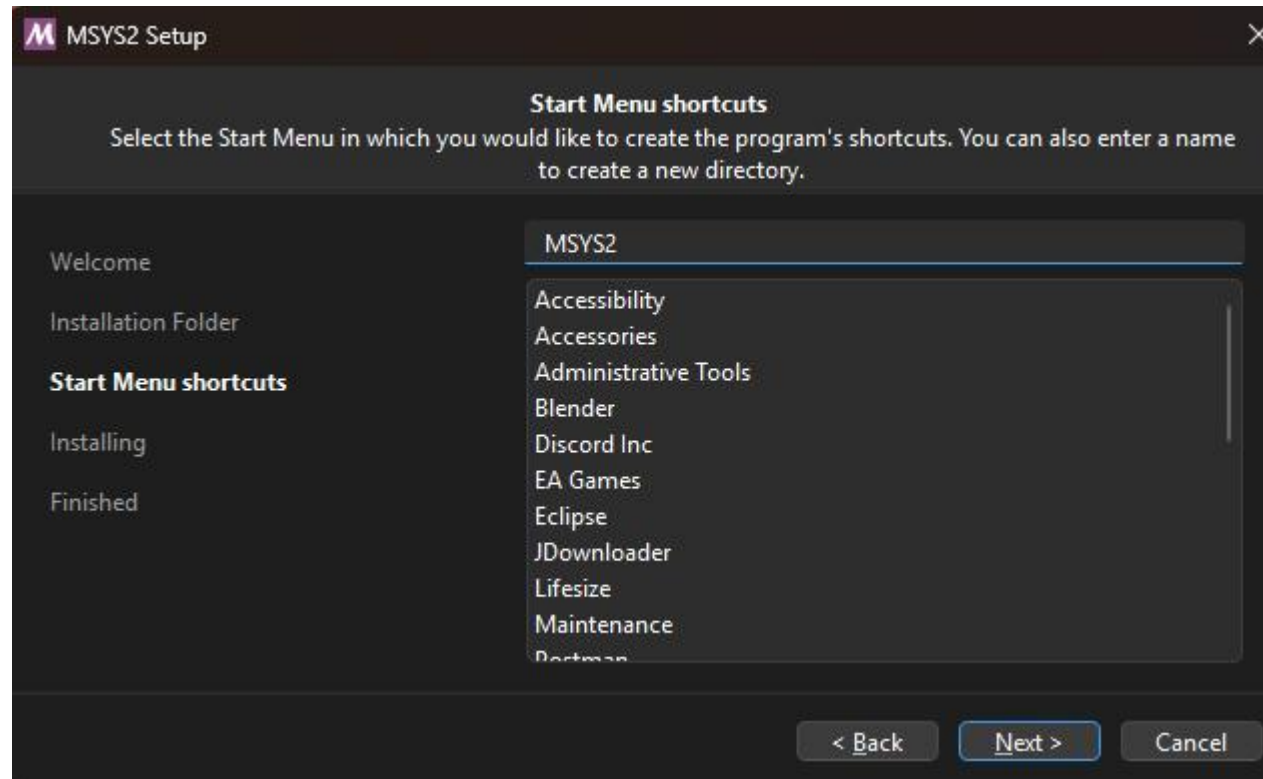 MSYS2 Setup
Start Menu shortcuts
Select the Start Menu in which you would like to create the program's shortcuts. You can also enter a name
to create a new directory.
Welcome
Installation Folder
Start Menu shortcuts
Installing
Finished
MSYS2
Accessibility
Accessories
Administrative Tools
Blender
Discord Inc
EA Games
Eclipse
JDownloader
Lifesize
Maintenance
Postman
< Back
Next >
Cancel